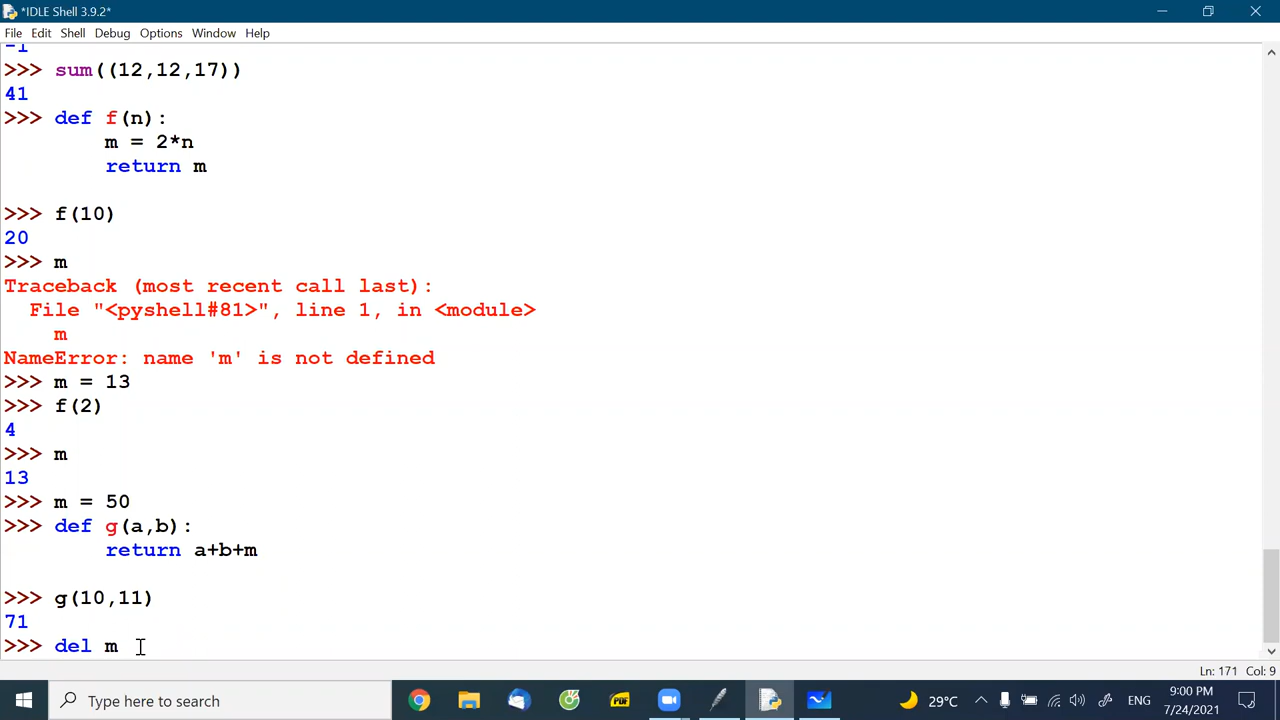 *IDLE Shell 3.9.2*
File Edit Shell Debug Options Window Help
-1
>>> sum((12,12,17))
41
>>> def f(n):
m = 2*n
return m
>>> f(10)
20
>>> m
Traceback (most recent call last):
File "<pyshell#81>", line 1, in <module>
m
NameError: name 'm' is not defined
>>> m = 13
>>> f(2)
4
>>> m
13
>>> m = 50
>>> def g(a,b):
return a+b+m
>>> g(10,11)
71
>>> del m
Ln: 171 Col: 9
Type here to search
PDF
29°C
ENG
9:00 PM
7/24/2021